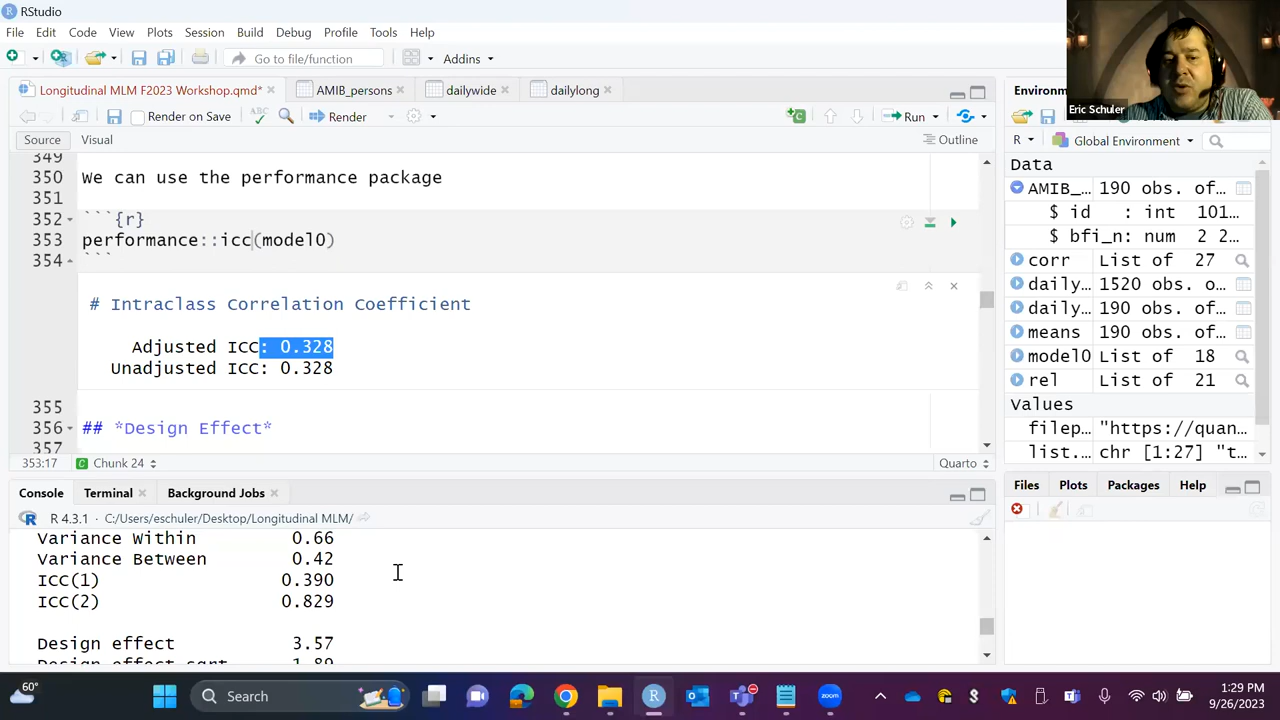 RStudio
File Edit Code View Plots Session Build Debug Profile Tools Help
Go to file/function Addins
Eric Schuler
Longitudinal MLM F2023 Workshop.qmd* AMIB_persons dailywide dailylong
Render on Save Render Run
Source Visual Outline
349
350 We can use the performance package
351
352 ```{r}
353 performance::icc(model0)
354 ```
# Intraclass Correlation Coefficient
Adjusted ICC: 0.328
Unadjusted ICC: 0.328
355
356 ## *Design Effect*
357
353:17 Chunk 24 Quarto
Console Terminal Background Jobs
R 4.3.1 · C:/Users/eschuler/Desktop/Longitudinal MLM/
Variance Within 0.66
Variance Between 0.42
ICC(1) 0.390
ICC(2) 0.829
Design effect 3.57
Design effect sqrt 1.89
Environ
R Global Environment
Data
AMIB_... 190 obs. of...
$ id : int 101...
$ bfi_n: num 2 2...
corr List of 27
daily... 1520 obs. o...
daily... 190 obs. of...
means 190 obs. of...
model0 List of 18
rel List of 21
Values
filep... "https://quan...
list.... chr [1:27] "t...
Files Plots Packages Help
60°
Search
1:29 PM
9/26/2023